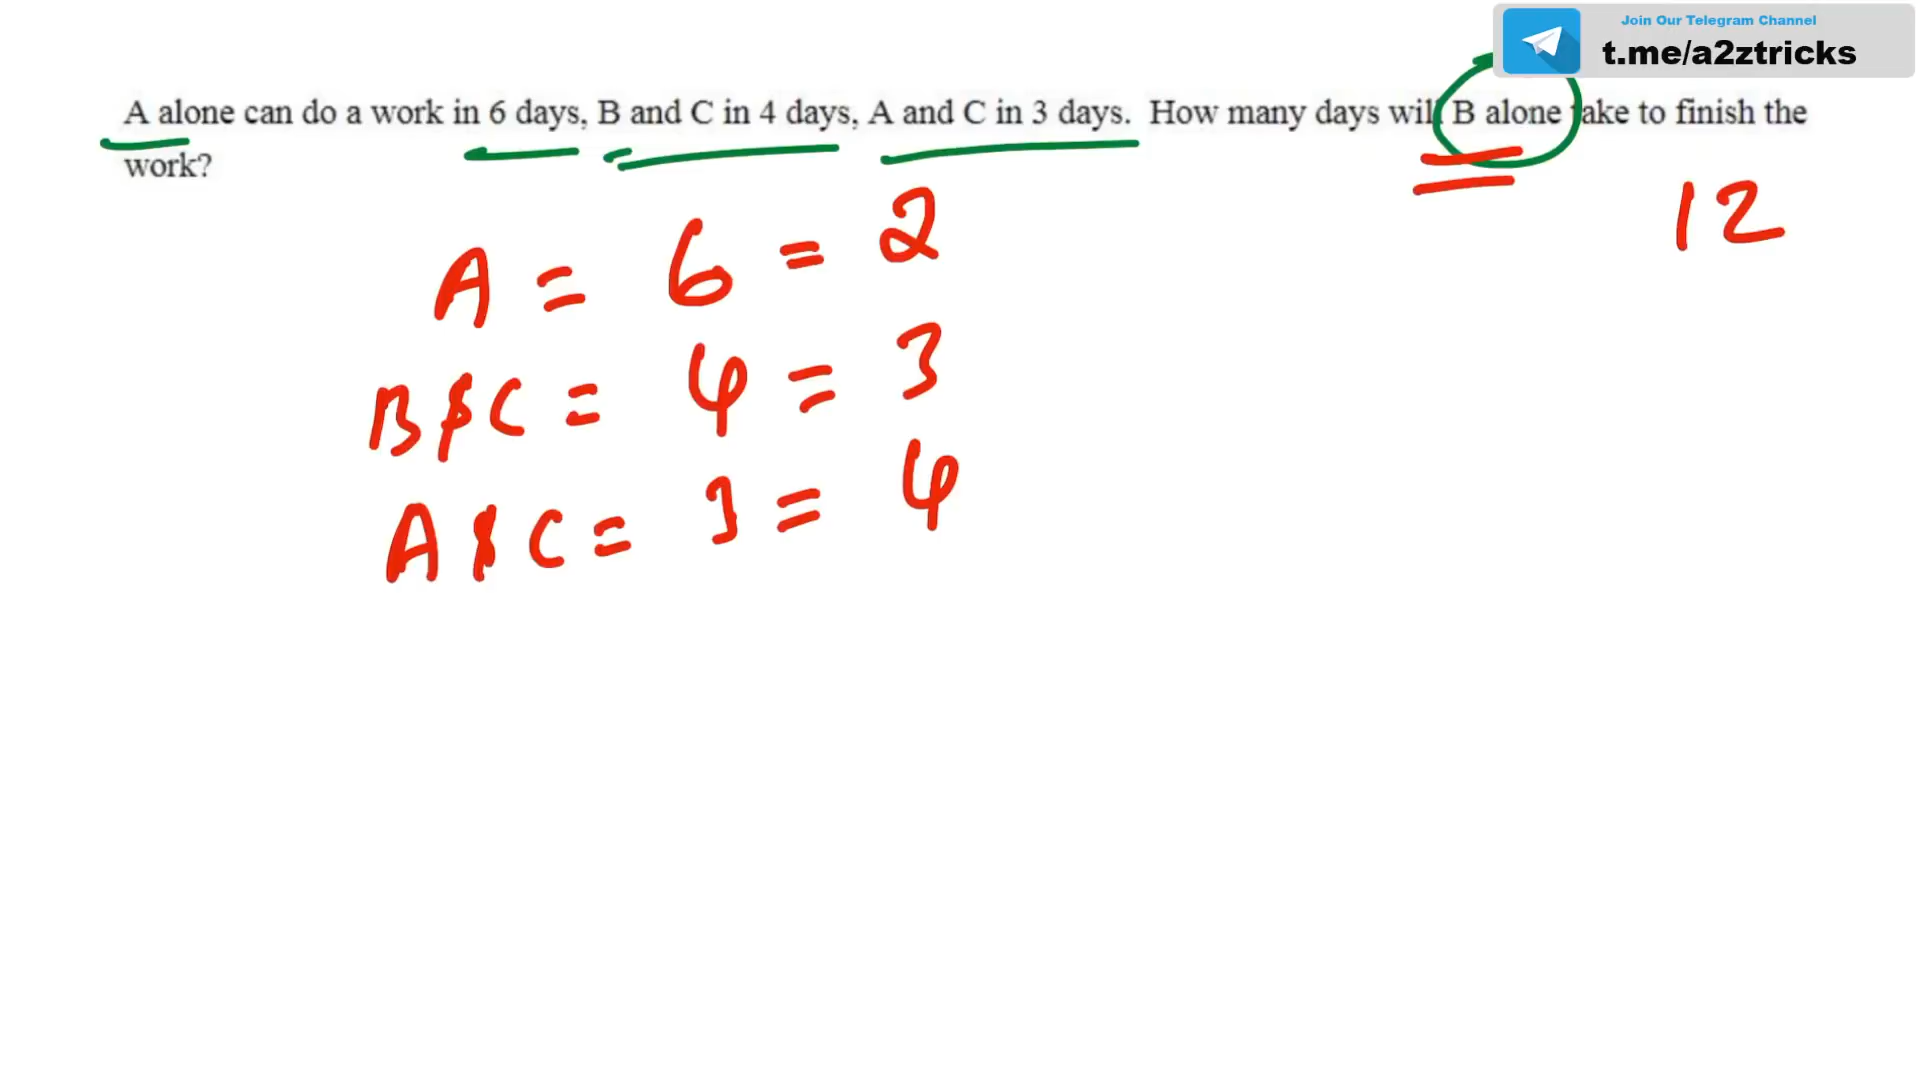 Join Our Telegram Channel
t.me/a2ztricks
A alone can do a work in 6 days, B and C in 4 days, A and C in 3 days. How many days will B alone take to finish the
work?
12
A = 6 = 2
B & C = 4 = 3
A & C = 3 = 4